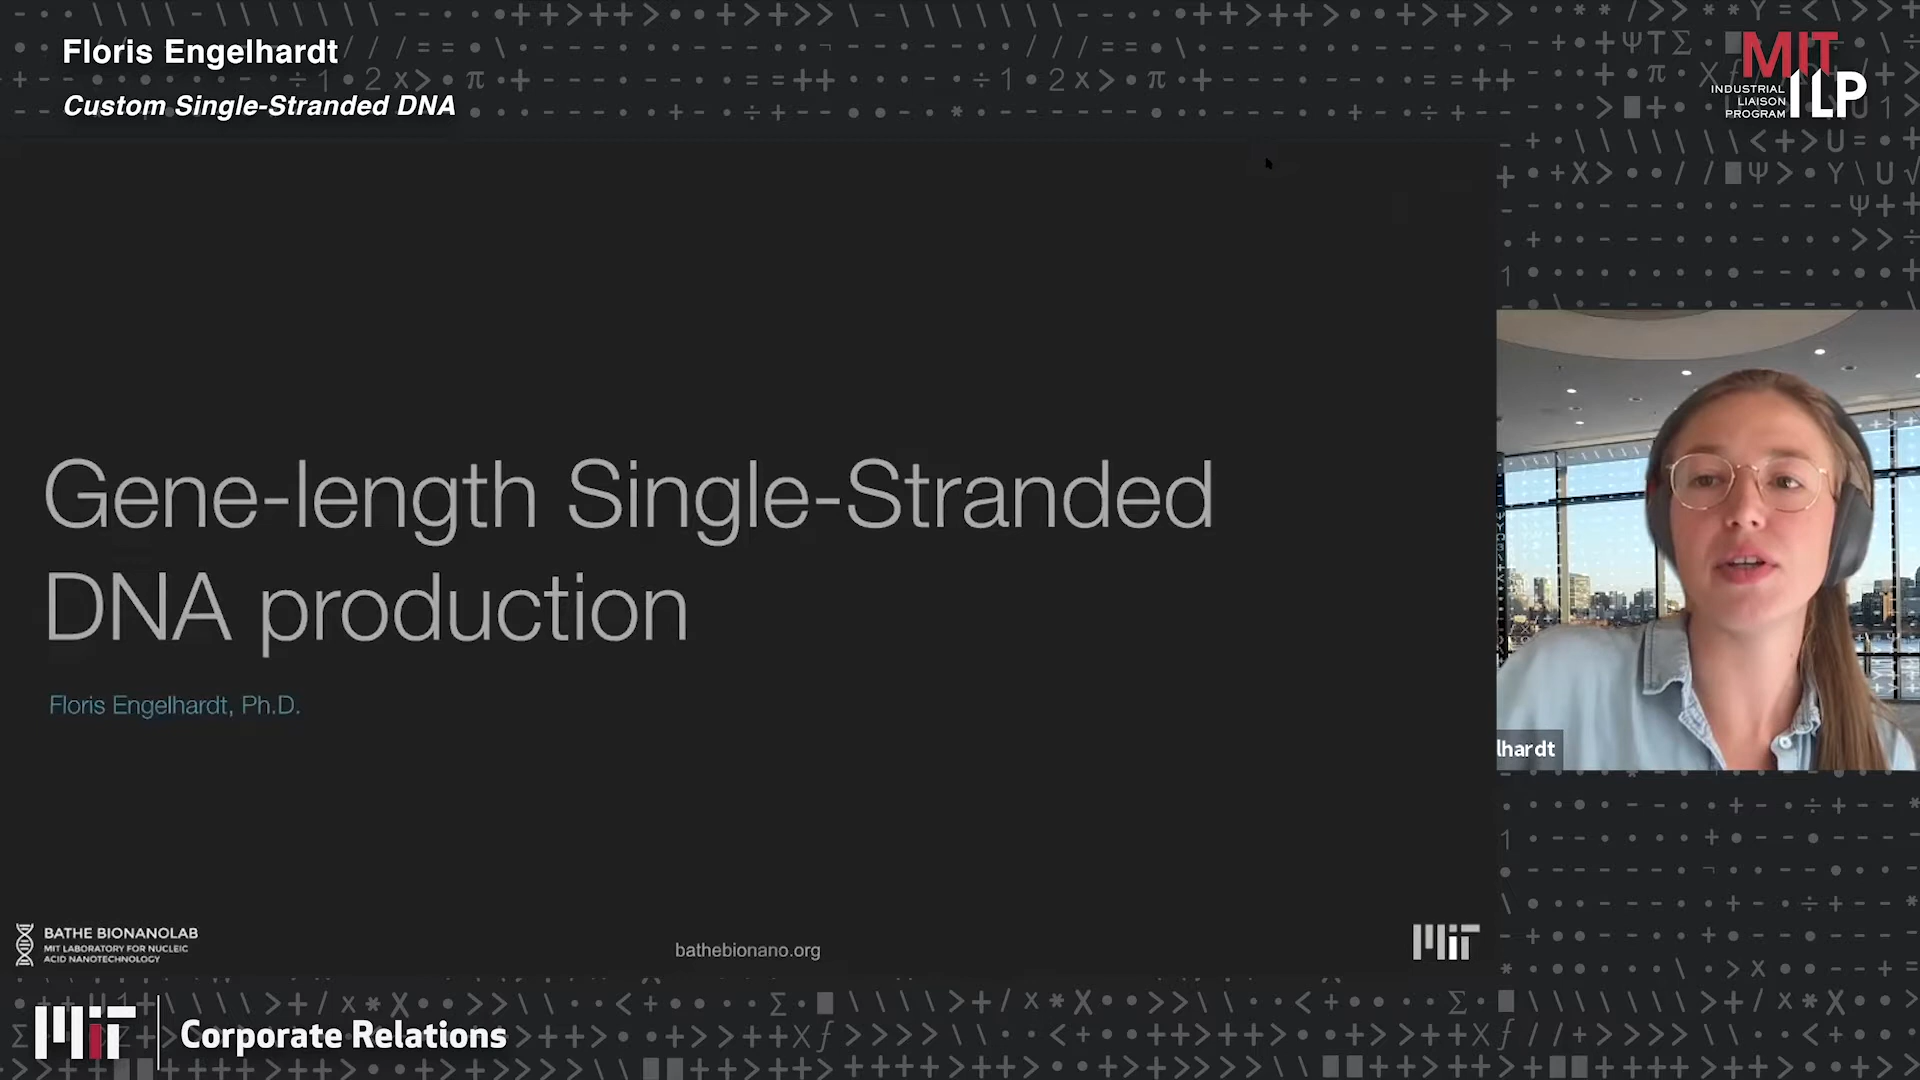 Floris Engelhardt
Custom Single-Stranded DNA
MIT
ILP
INDUSTRIAL
LIAISON
PROGRAM
Gene-length Single-Stranded
DNA production
Floris Engelhardt, Ph.D.
lhardt
BATHE BIONANOLAB
MIT LABORATORY FOR NUCLEIC
ACID NANOTECHNOLOGY
bathebionano.org
MIT
MIT
Corporate Relations